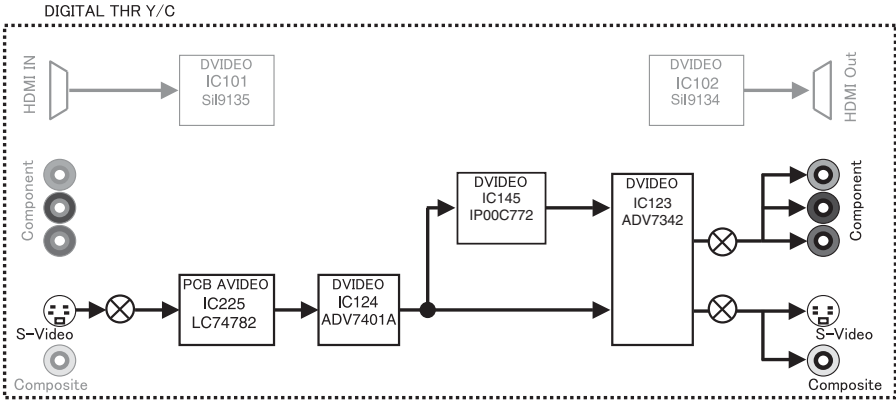 DIGITAL THR Y/C
HDMI IN
DVIDEO
IC101
SiI9135
DVIDEO
IC102
SiI9134
HDMI Out
Component
DVIDEO
IC145
IP00C772
DVIDEO
IC123
ADV7342
Component
PCB AVIDEO
IC225
LC74782
DVIDEO
IC124
ADV7401A
S-Video
S-Video
Composite
Composite